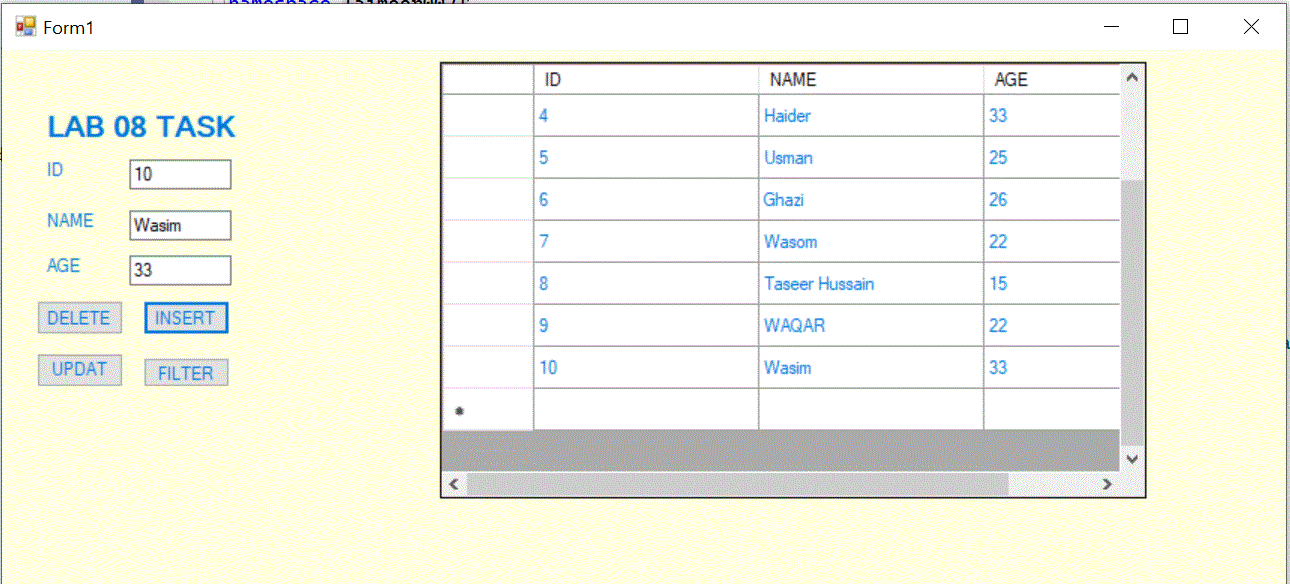 Form1
LAB 08 TASK
ID 10
NAME Wasim
AGE 33
DELETE INSERT
UPDAT FILTER
ID NAME AGE
4 Haider 33
5 Usman 25
6 Ghazi 26
7 Wasom 22
8 Taseer Hussain 15
9 WAQAR 22
10 Wasim 33